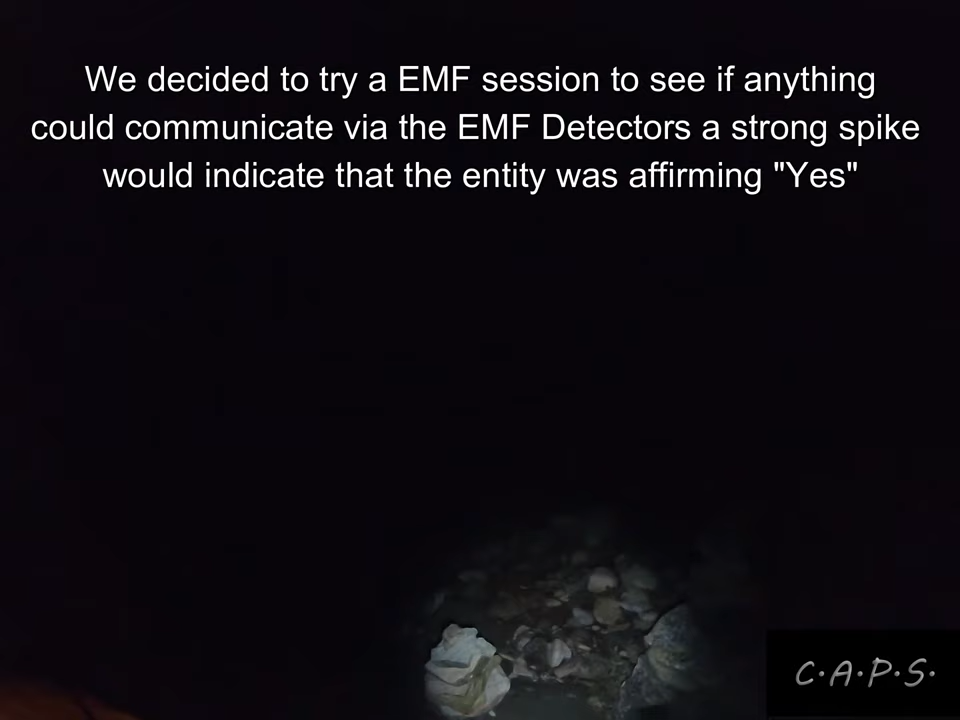 We decided to try a EMF session to see if anything
could communicate via the EMF Detectors a strong spike
would indicate that the entity was affirming "Yes"
C.A.P.S.